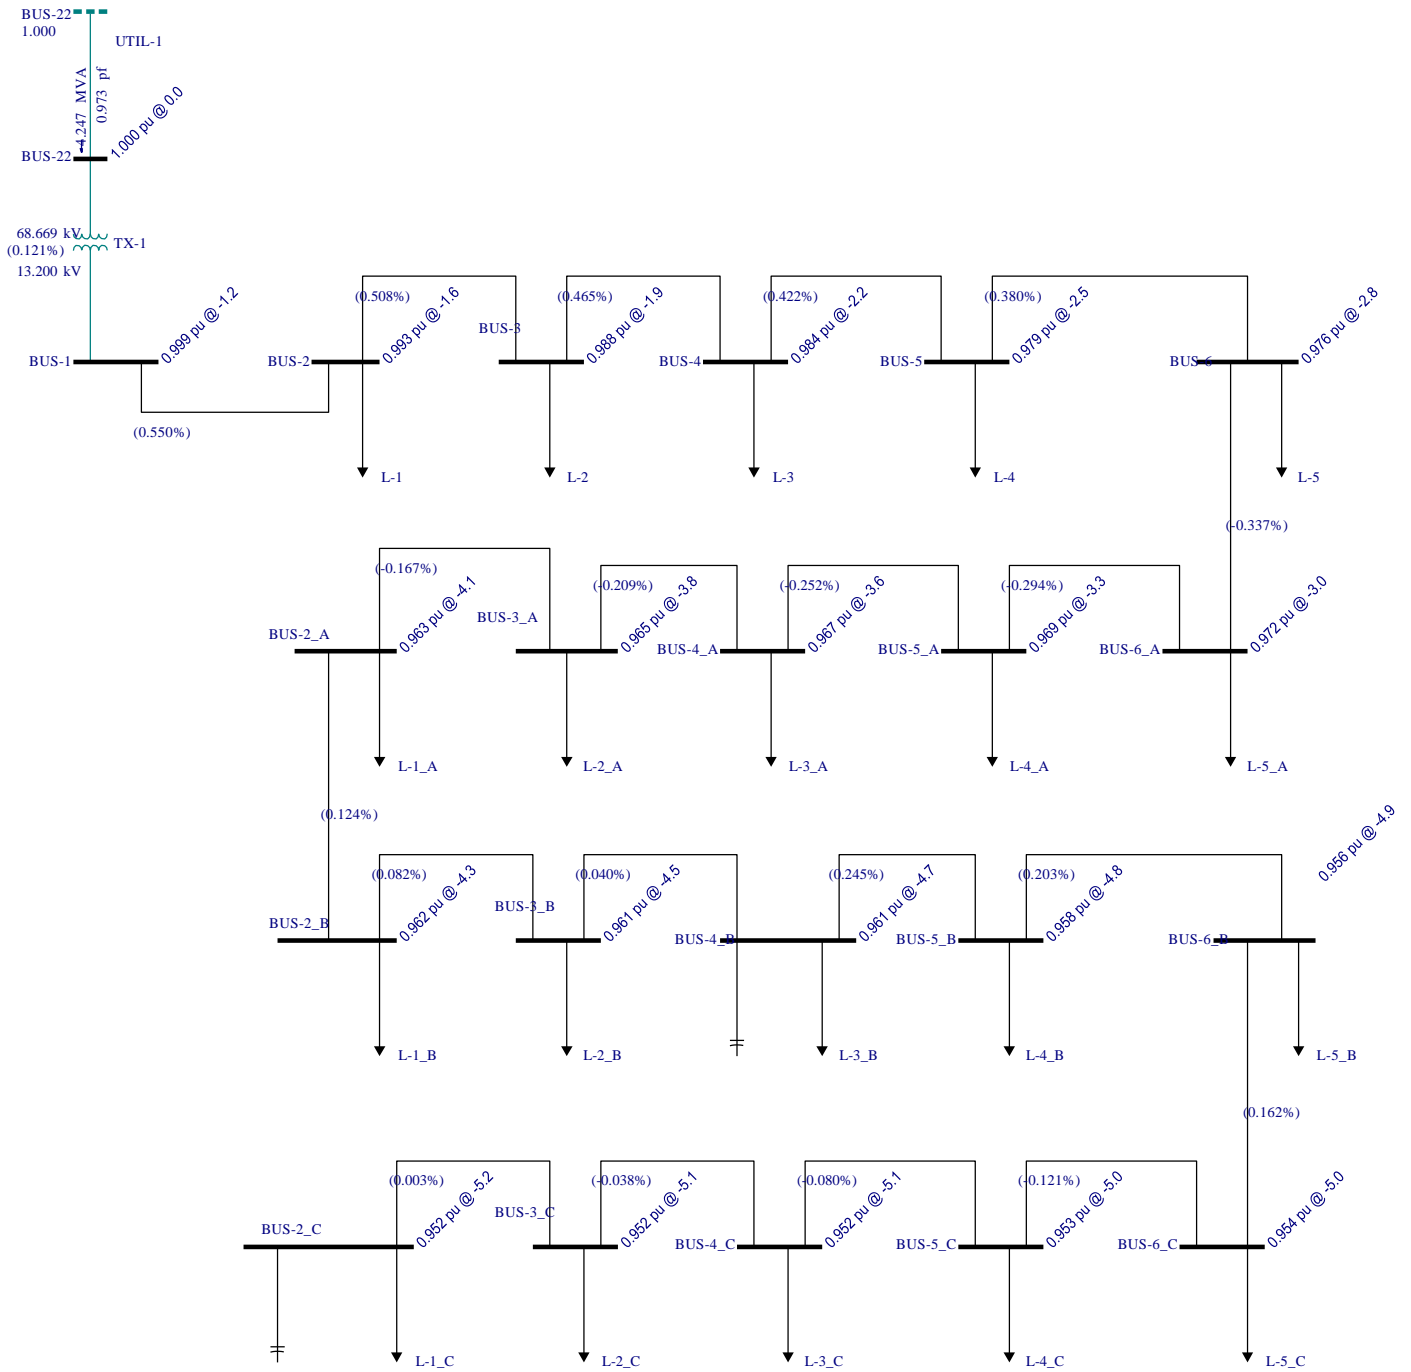 BUS-22
1.000
UTIL-1
-4.247 MVA
0.973 pf
1.000 pu @ 0.0
BUS-22
68.669 kV
(0.121%)
TX-1
13.200 kV
(0.508%)
(0.465%)
(0.422%)
(0.380%)
BUS-3
BUS-1
0.999 pu @ -1.2
BUS-2
0.993 pu @ -1.6
0.988 pu @ -1.9
BUS-4
0.984 pu @ -2.2
BUS-5
0.979 pu @ -2.5
BUS-6
0.976 pu @ -2.8
(0.550%)
L-1
L-2
L-3
L-4
L-5
(-0.337%)
(-0.167%)
(-0.209%)
(-0.252%)
(-0.294%)
BUS-2_A
0.963 pu @ -4.1
BUS-3_A
0.965 pu @ -3.8
BUS-4_A
0.967 pu @ -3.6
BUS-5_A
0.969 pu @ -3.3
BUS-6_A
0.972 pu @ -3.0
L-1_A
L-2_A
L-3_A
L-4_A
L-5_A
(0.124%)
(0.082%)
(0.040%)
(0.245%)
(0.203%)
0.956 pu @ -4.9
BUS-2_B
0.962 pu @ -4.3
BUS-3_B
0.961 pu @ -4.5
BUS-4_B
0.961 pu @ -4.7
BUS-5_B
0.958 pu @ -4.8
BUS-6_B
L-1_B
L-2_B
L-3_B
L-4_B
L-5_B
(0.162%)
(0.003%)
(-0.038%)
(-0.080%)
(-0.121%)
BUS-2_C
0.952 pu @ -5.2
BUS-3_C
0.952 pu @ -5.1
BUS-4_C
0.952 pu @ -5.1
BUS-5_C
0.953 pu @ -5.0
BUS-6_C
0.954 pu @ -5.0
L-1_C
L-2_C
L-3_C
L-4_C
L-5_C